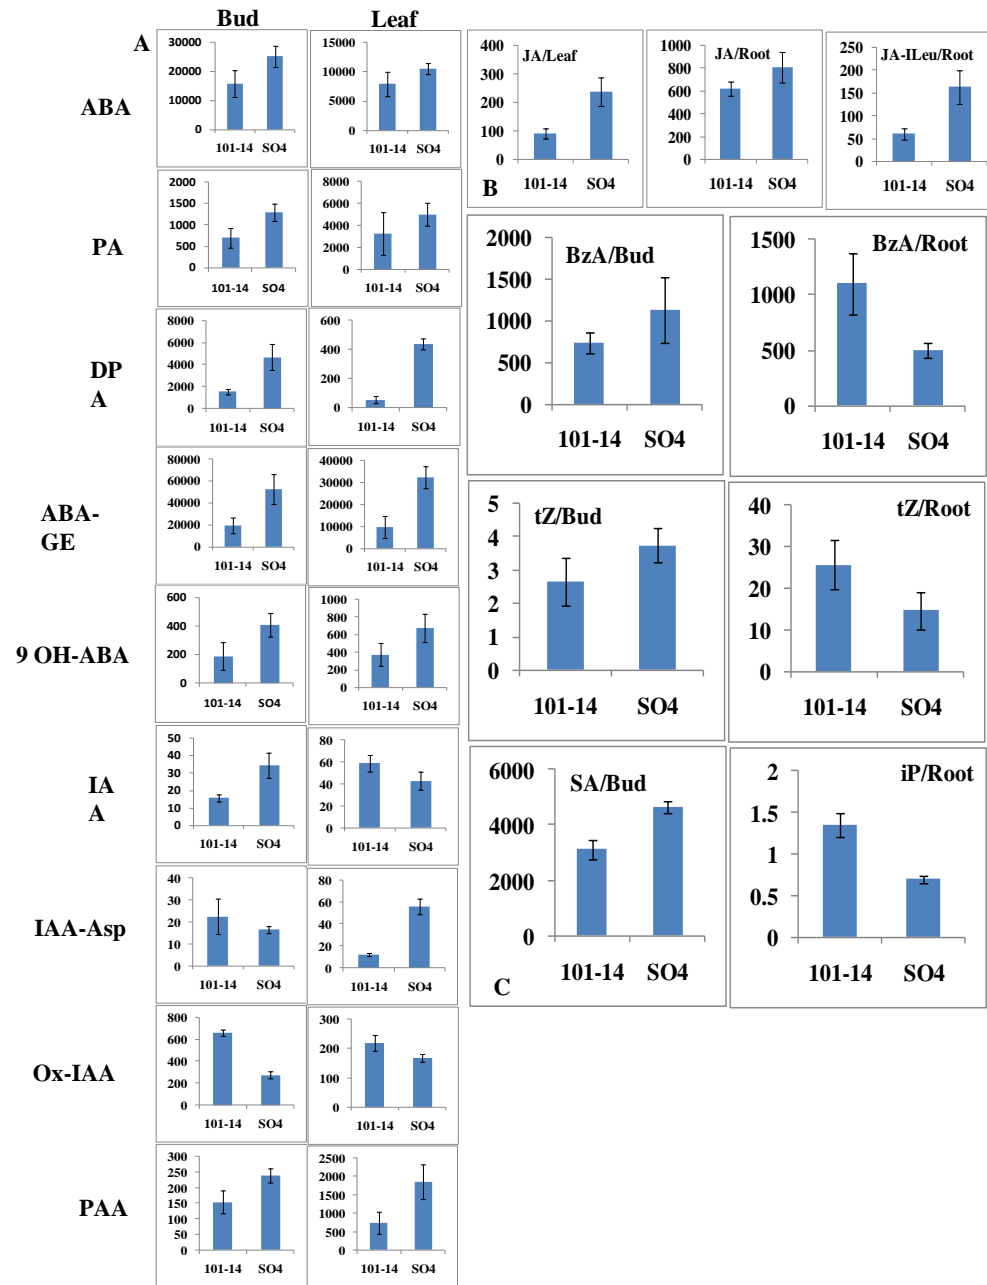 Bud
Leaf
A
ABA
30000
20000
10000
0
101-14 SO4
15000
10000
5000
0
101-14 SO4
PA
2000
1500
1000
500
0
101-14 SO4
8000
6000
4000
2000
0
101-14 SO4
DP
A
8000
6000
4000
2000
0
101-14 SO4
600
400
200
0
101-14 SO4
ABA-
GE
80000
60000
40000
20000
0
101-14 SO4
40000
30000
20000
10000
0
101-14 SO4
9 OH-ABA
600
400
200
0
101-14 SO4
1000
800
600
400
200
0
101-14 SO4
IA
A
50
40
30
20
10
0
101-14 SO4
80
60
40
20
0
101-14 SO4
IAA-Asp
40
30
20
10
0
101-14 SO4
80
60
40
20
0
101-14 SO4
Ox-IAA
800
600
400
200
0
101-14 SO4
300
200
100
0
101-14 SO4
PAA
300
250
200
150
100
50
0
101-14 SO4
2500
2000
1500
1000
500
0
101-14 SO4
JA/Leaf
400
300
200
100
0
101-14 SO4
B
JA/Root
1000
800
600
400
200
0
101-14 SO4
JA-ILeu/Root
250
200
150
100
50
0
101-14 SO4
BzA/Bud
2000
1500
1000
500
0
101-14 SO4
BzA/Root
1500
1000
500
0
101-14 SO4
tZ/Bud
5
4
3
2
1
0
101-14 SO4
tZ/Root
40
30
20
10
0
101-14 SO4
SA/Bud
6000
4000
2000
0
101-14 SO4
C
iP/Root
2
1.5
1
0.5
0
101-14 SO4